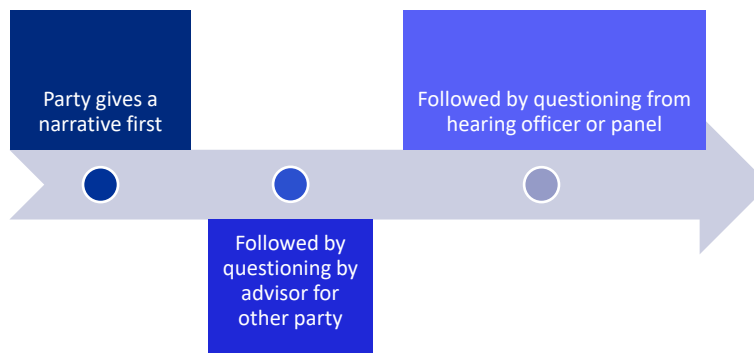 Party gives a
narrative first
Followed by
questioning by
advisor for
other party
Followed by questioning from
hearing officer or panel